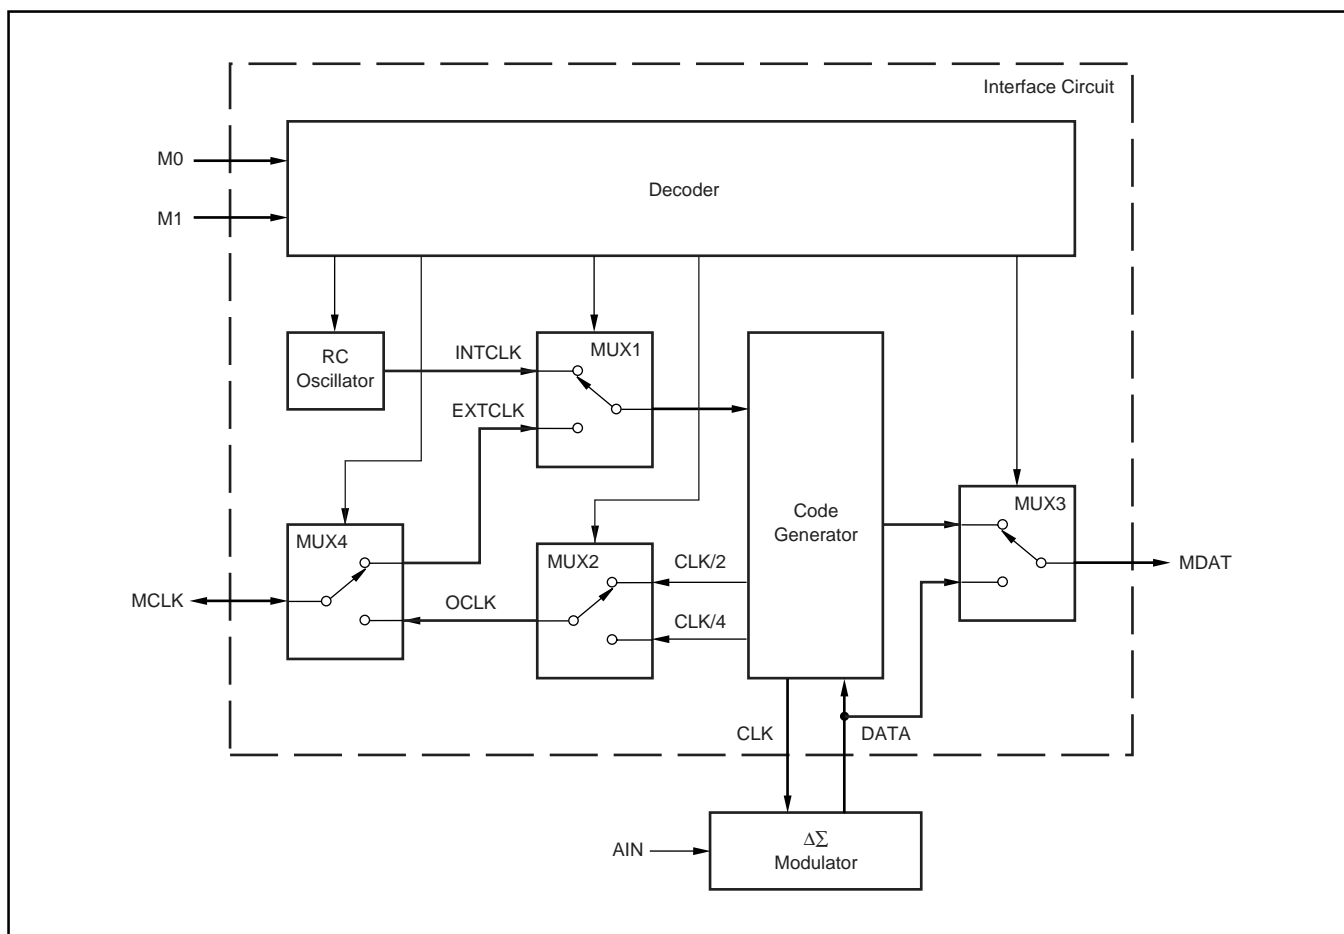 Interface Circuit
M0
M1
Decoder
RC
Oscillator
INTCLK
EXTCLK
MUX1
MUX4
MUX2
Code
Generator
MUX3
MCLK
OCLK
CLK/2
CLK/4
MDAT
CLK
DATA
AIN
ΔΣ
Modulator